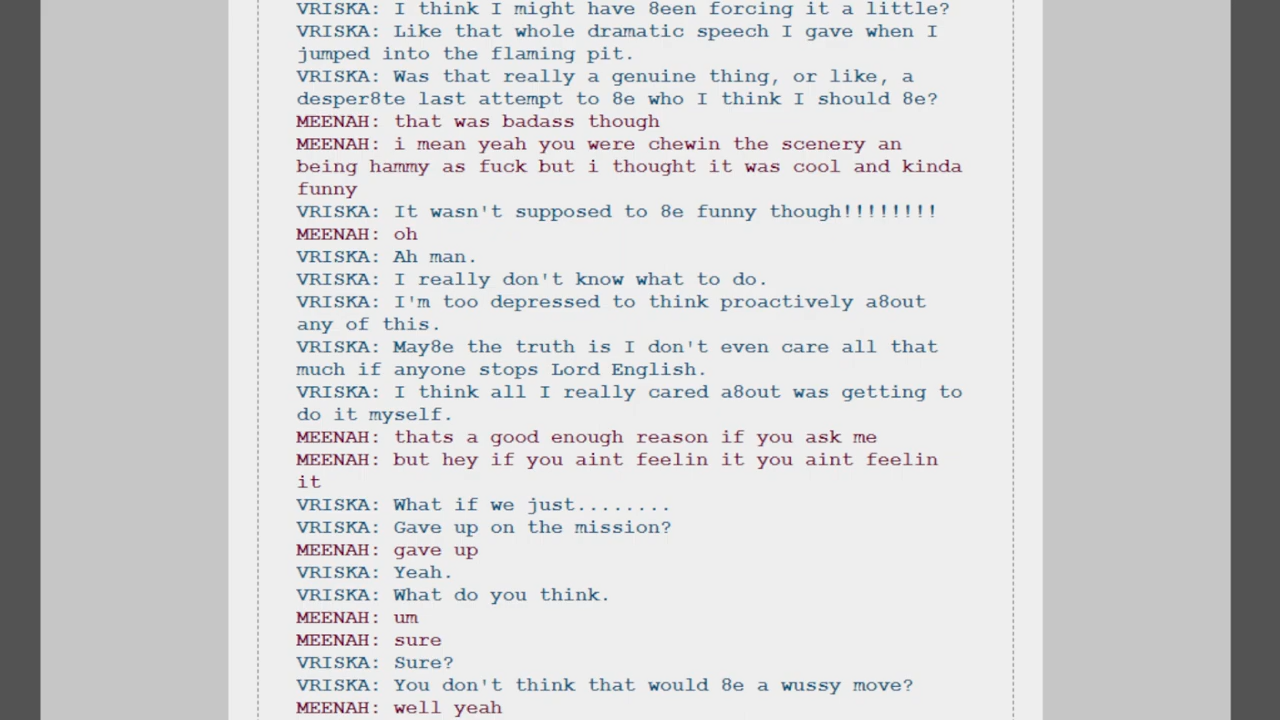 VRISKA: I think I might have 8een forcing it a little?
VRISKA: Like that whole dramatic speech I gave when I
jumped into the flaming pit.
VRISKA: Was that really a genuine thing, or like, a
desper8te last attempt to 8e who I think I should 8e?
MEENAH: that was badass though
MEENAH: i mean yeah you were chewin the scenery an
being hammy as fuck but i thought it was cool and kinda
funny
VRISKA: It wasn't supposed to 8e funny though!!!!!!!!
MEENAH: oh
VRISKA: Ah man.
VRISKA: I really don't know what to do.
VRISKA: I'm too depressed to think proactively a8out
any of this.
VRISKA: May8e the truth is I don't even care all that
much if anyone stops Lord English.
VRISKA: I think all I really cared a8out was getting to
do it myself.
MEENAH: thats a good enough reason if you ask me
MEENAH: but hey if you aint feelin it you aint feelin
it
VRISKA: What if we just........
VRISKA: Gave up on the mission?
MEENAH: gave up
VRISKA: Yeah.
VRISKA: What do you think.
MEENAH: um
MEENAH: sure
VRISKA: Sure?
VRISKA: You don't think that would 8e a wussy move?
MEENAH: well yeah